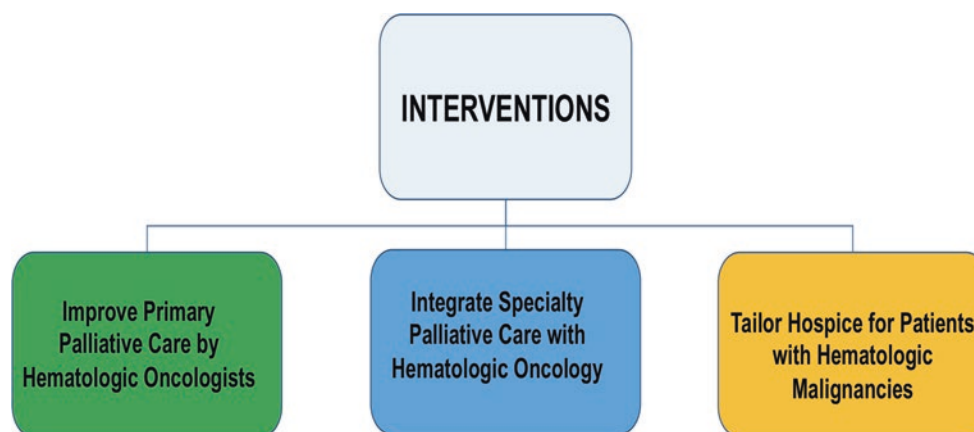 INTERVENTIONS
Improve Primary
Palliative Care by
Hematologic Oncologists
Integrate Specialty
Palliative Care with
Hematologic Oncology
Tailor Hospice for Patients
with Hematologic
Malignancies